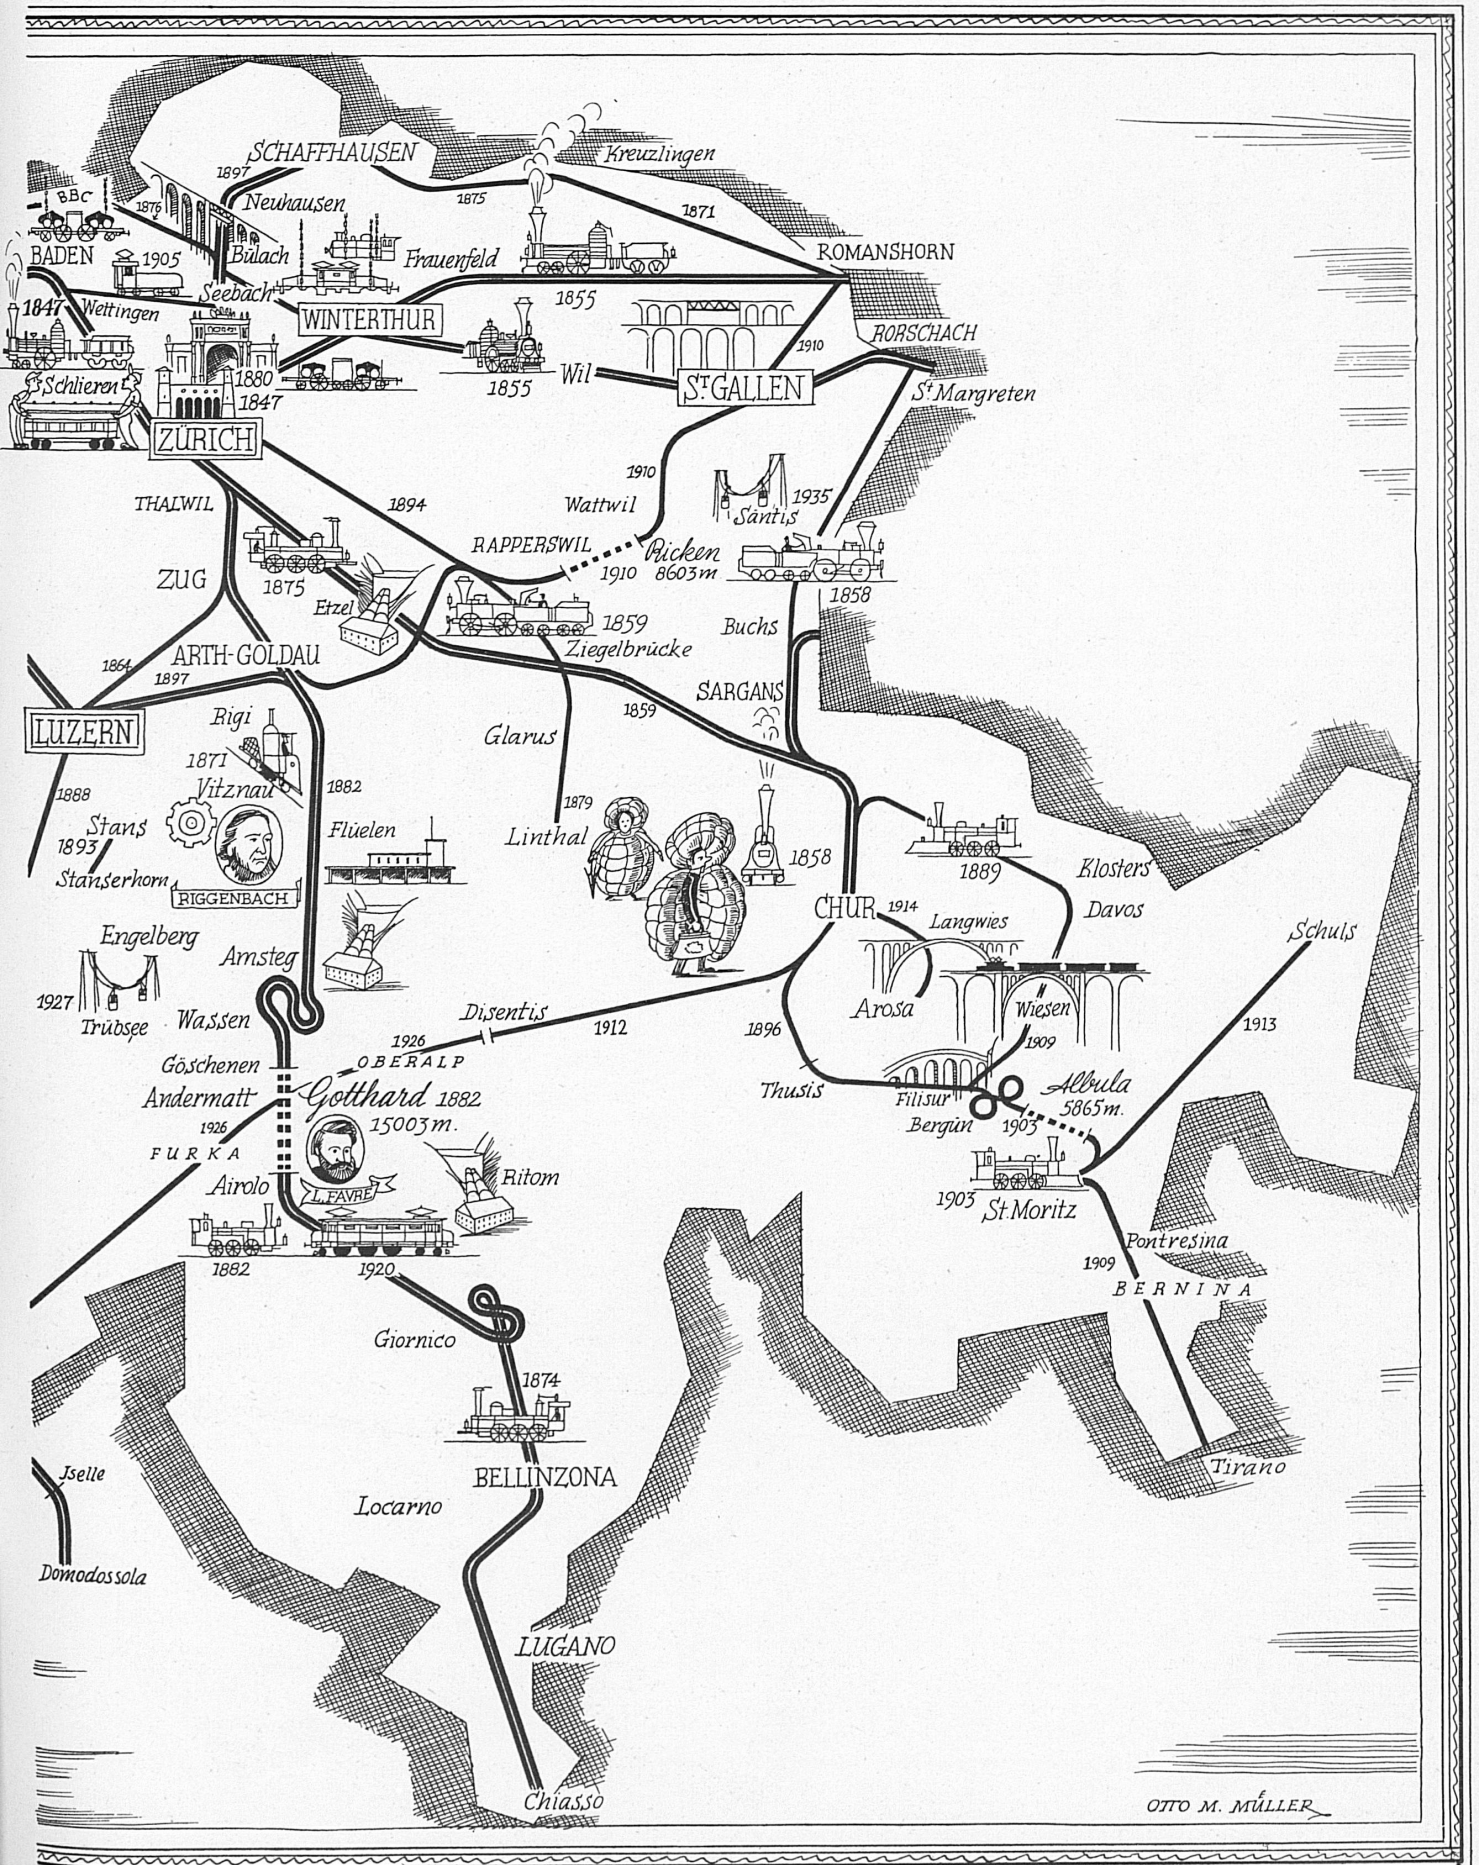 SCHAFFHAUSEN
Kreuzlingen
1897
1875
1871
BBC
1876
Neuhausen
BADEN
1905
Bülach
Frauenfeld
ROMANSHORN
Seebach
1855
1847
Wettingen
WINTERTHUR
1910
RORSCHACH
1880
1847
1855
Wil
ST. GALLEN
St. Margreten
Schlieren
ZÜRICH
1910
1935
Säntis
THALWIL
1894
Wattwil
RAPPERSWIL
Ricken
1910
8603 m
ZUG
1875
1858
Etzel
1859
Buchs
Ziegelbrücke
ARTH-GOLDAU
1864
1897
SARGANS
1859
LUZERN
Rigi
1871
Vitznau
Glarus
1882
1888
1879
Stans
1893
Flüelen
Linthal
1858
Stanserhorn
RIGGENBACH
1889
Klosters
CHUR
1914
Davos
Langwies
Schuls
Engelberg
Amsteg
1927
Trübsee
Wassen
Disentis
1912
1896
Arosa
Wiesen
1913
1926
OBERALP
1909
Göschenen
Andermatt
Gotthard 1882
15003 m.
Thusis
Filisur
Albula
5865 m.
Bergün
1903
1926
FURKA
L. FAVRE
Ritom
Airolo
1903
St. Moritz
Pontresina
1882
1920
1909
BERNINA
Giornico
1874
BELLINZONA
Tirano
Jselle
Locarno
Domodossola
LUGANO
Chiasso
OTTO M. MÜLLER